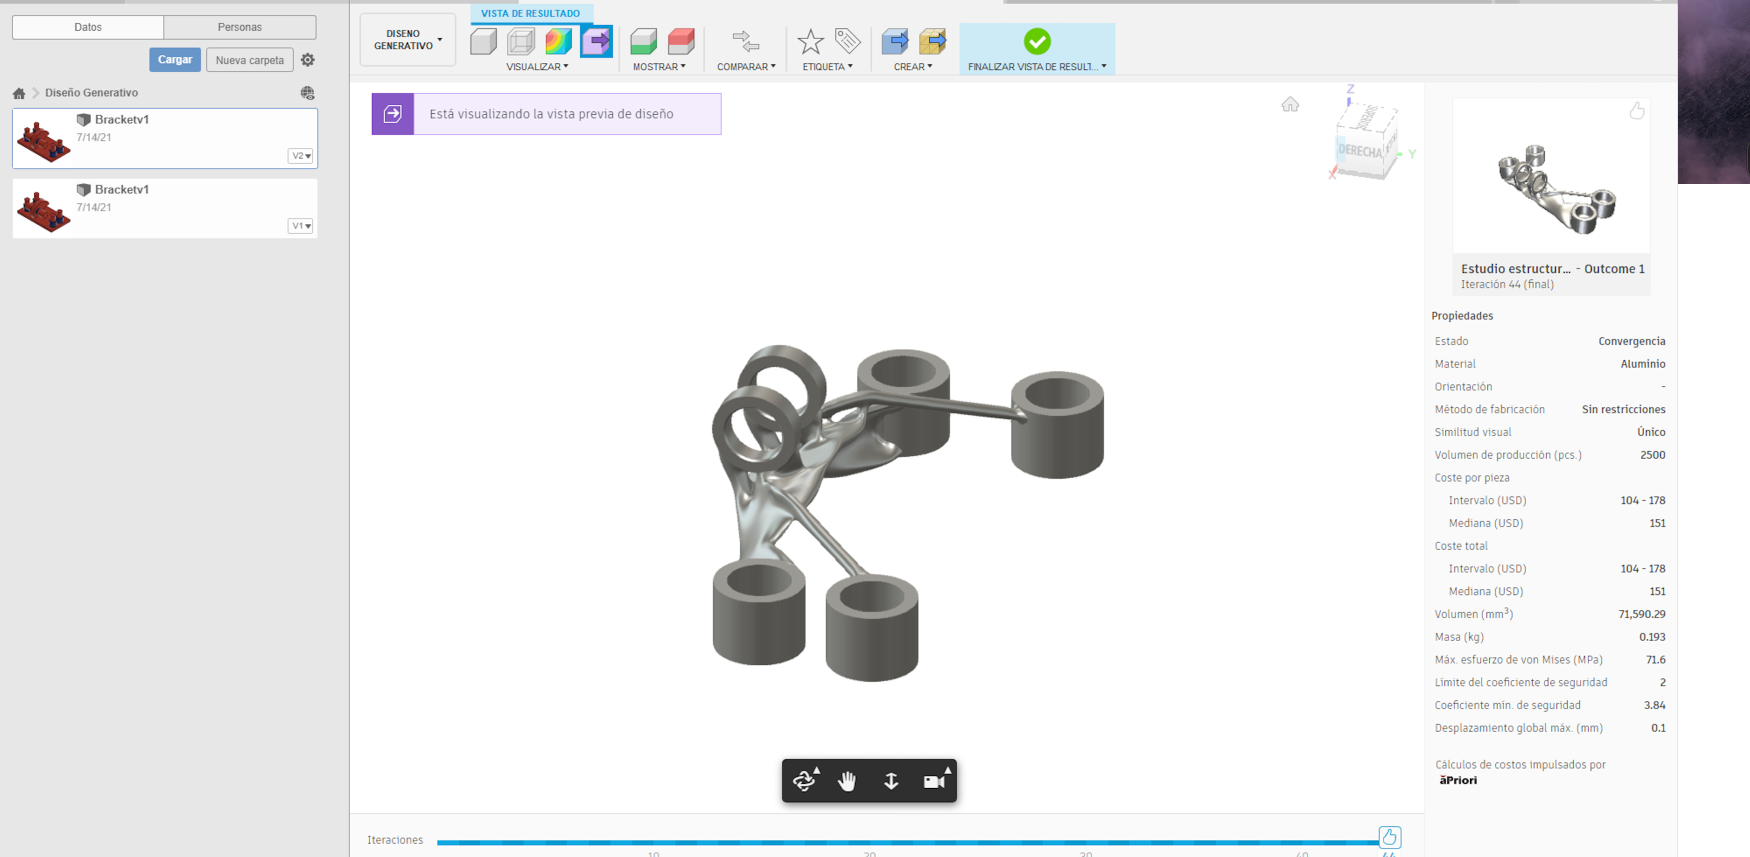 Datos
Personas
Cargar
Nueva carpeta
Diseño Generativo
Bracketv1
7/14/21
V2
Bracketv1
7/14/21
V1
DISEÑO
GENERATIVO
VISTA DE RESULTADO
VISUALIZAR
MOSTRAR
COMPARAR
ETIQUETA
CREAR
FINALIZAR VISTA DE RESULT...
Está visualizando la vista previa de diseño
Z
SUPERIOR
DERECHA
Y
X
Estudio estructur... - Outcome 1
Iteración 44 (final)
Propiedades
Estado Convergencia
Material Aluminio
Orientación -
Método de fabricación Sin restricciones
Similitud visual Único
Volumen de producción (pcs.) 2500
Coste por pieza
Intervalo (USD) 104 - 178
Mediana (USD) 151
Coste total
Intervalo (USD) 104 - 178
Mediana (USD) 151
Volumen (mm³) 71,590.29
Masa (kg) 0.193
Máx. esfuerzo de von Mises (MPa) 71.6
Límite del coeficiente de seguridad 2
Coeficiente mín. de seguridad 3.84
Desplazamiento global máx. (mm) 0.1
Cálculos de costos impulsados por
aPriori
Iteraciones
10 20 30 40 44